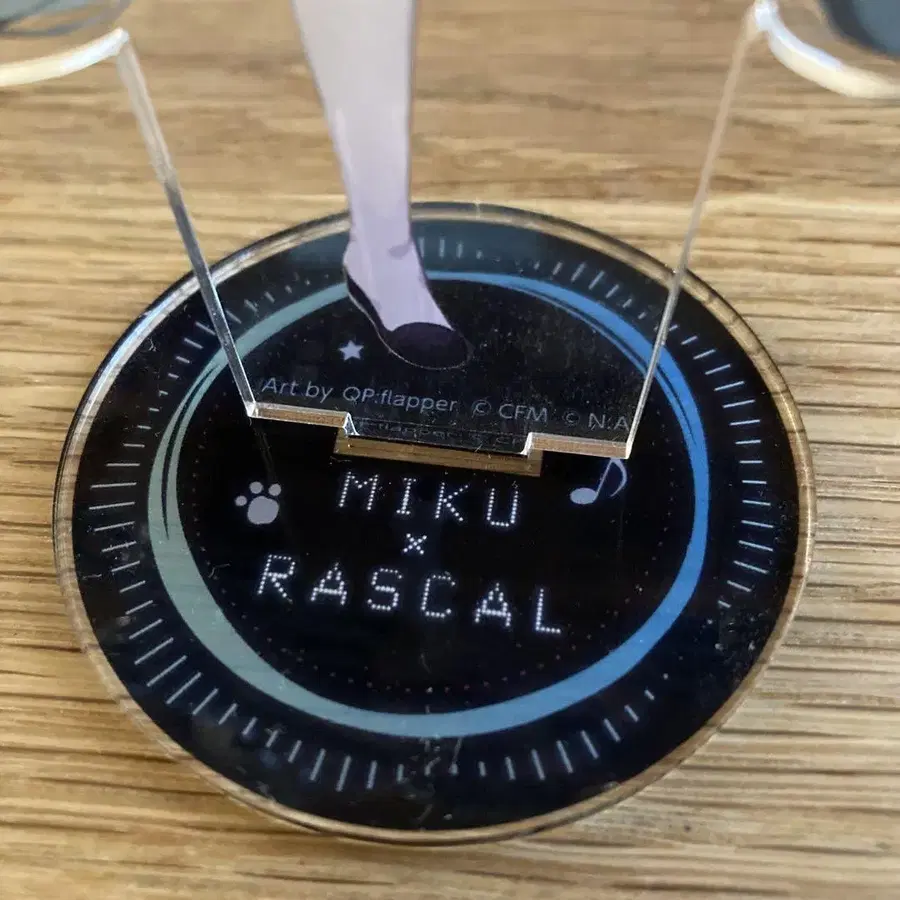 Art by QP:flapper © CFM © N.A
MIKU
×
RASCAL